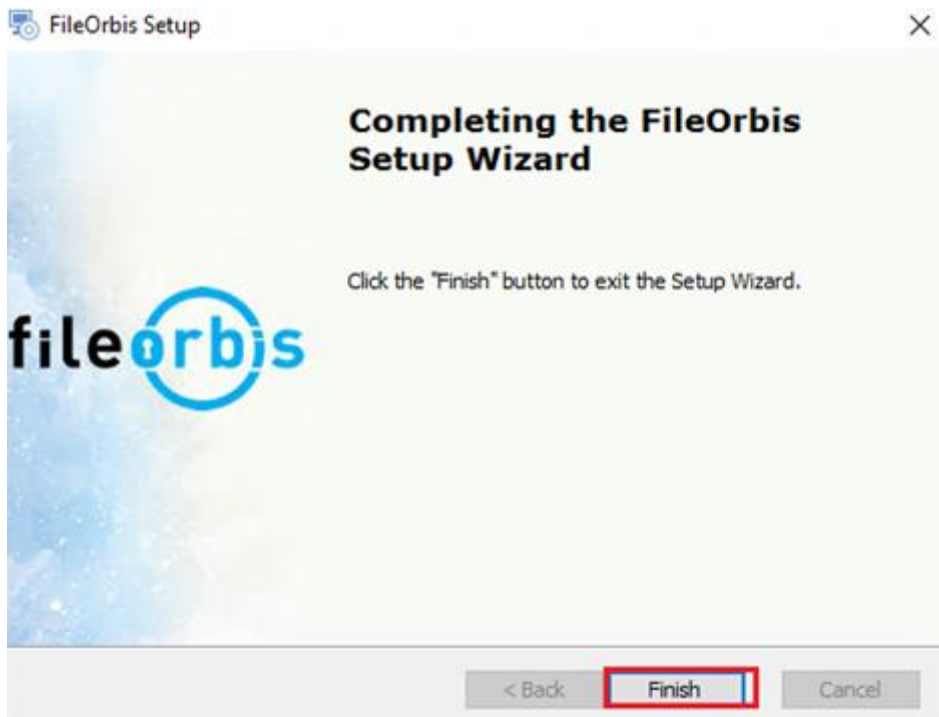 FileOrbis Setup
Completing the FileOrbis
Setup Wizard
Click the "Finish" button to exit the Setup Wizard.
fileorbis
< Back Finish Cancel